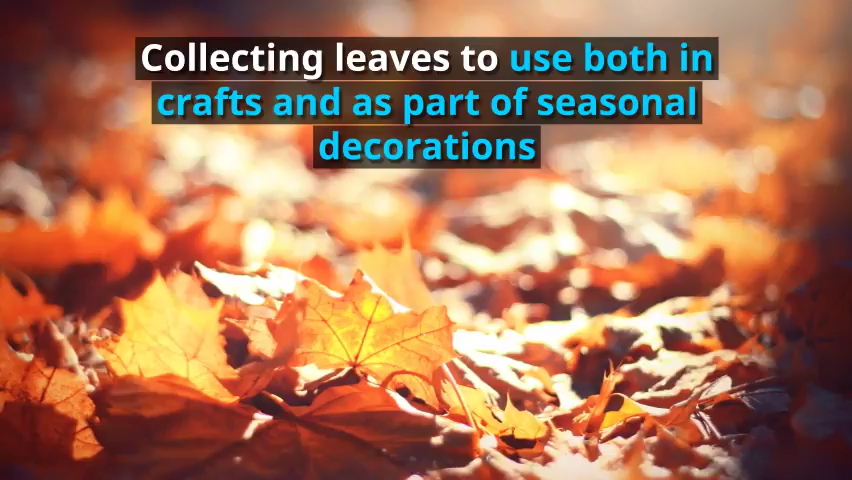 Collecting leaves to use both in
crafts and as part of seasonal
decorations